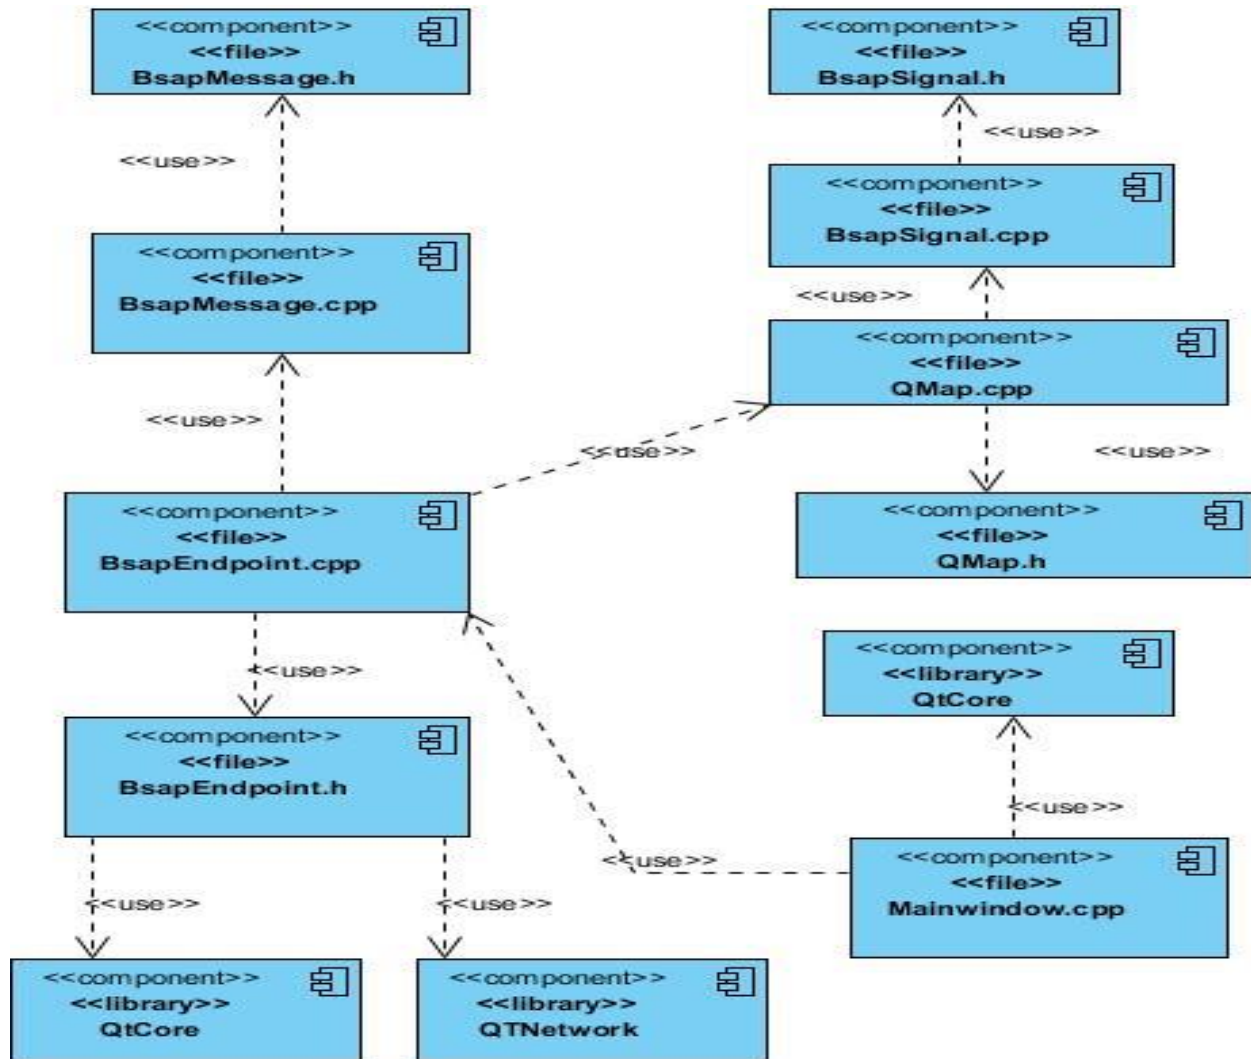 <<component>>
<<file>>
BsapMessage.h
<<component>>
<<file>>
BsapSignal.h
<<use>>
<<use>>
<<component>>
<<file>>
BsapSignal.cpp
<<component>>
<<file>>
BsapMessage.cpp
<<use>>
<<component>>
<<file>>
QMap.cpp
<<use>>
<<use>>
<<use>>
<<component>>
<<file>>
BsapEndpoint.cpp
<<component>>
<<file>>
QMap.h
<<use>>
<<component>>
<<library>>
QtCore
<<component>>
<<file>>
BsapEndpoint.h
<<use>>
<<use>>
<<component>>
<<file>>
Mainwindow.cpp
<<use>>
<<use>>
<<component>>
<<library>>
QtCore
<<component>>
<<library>>
QTNetwork